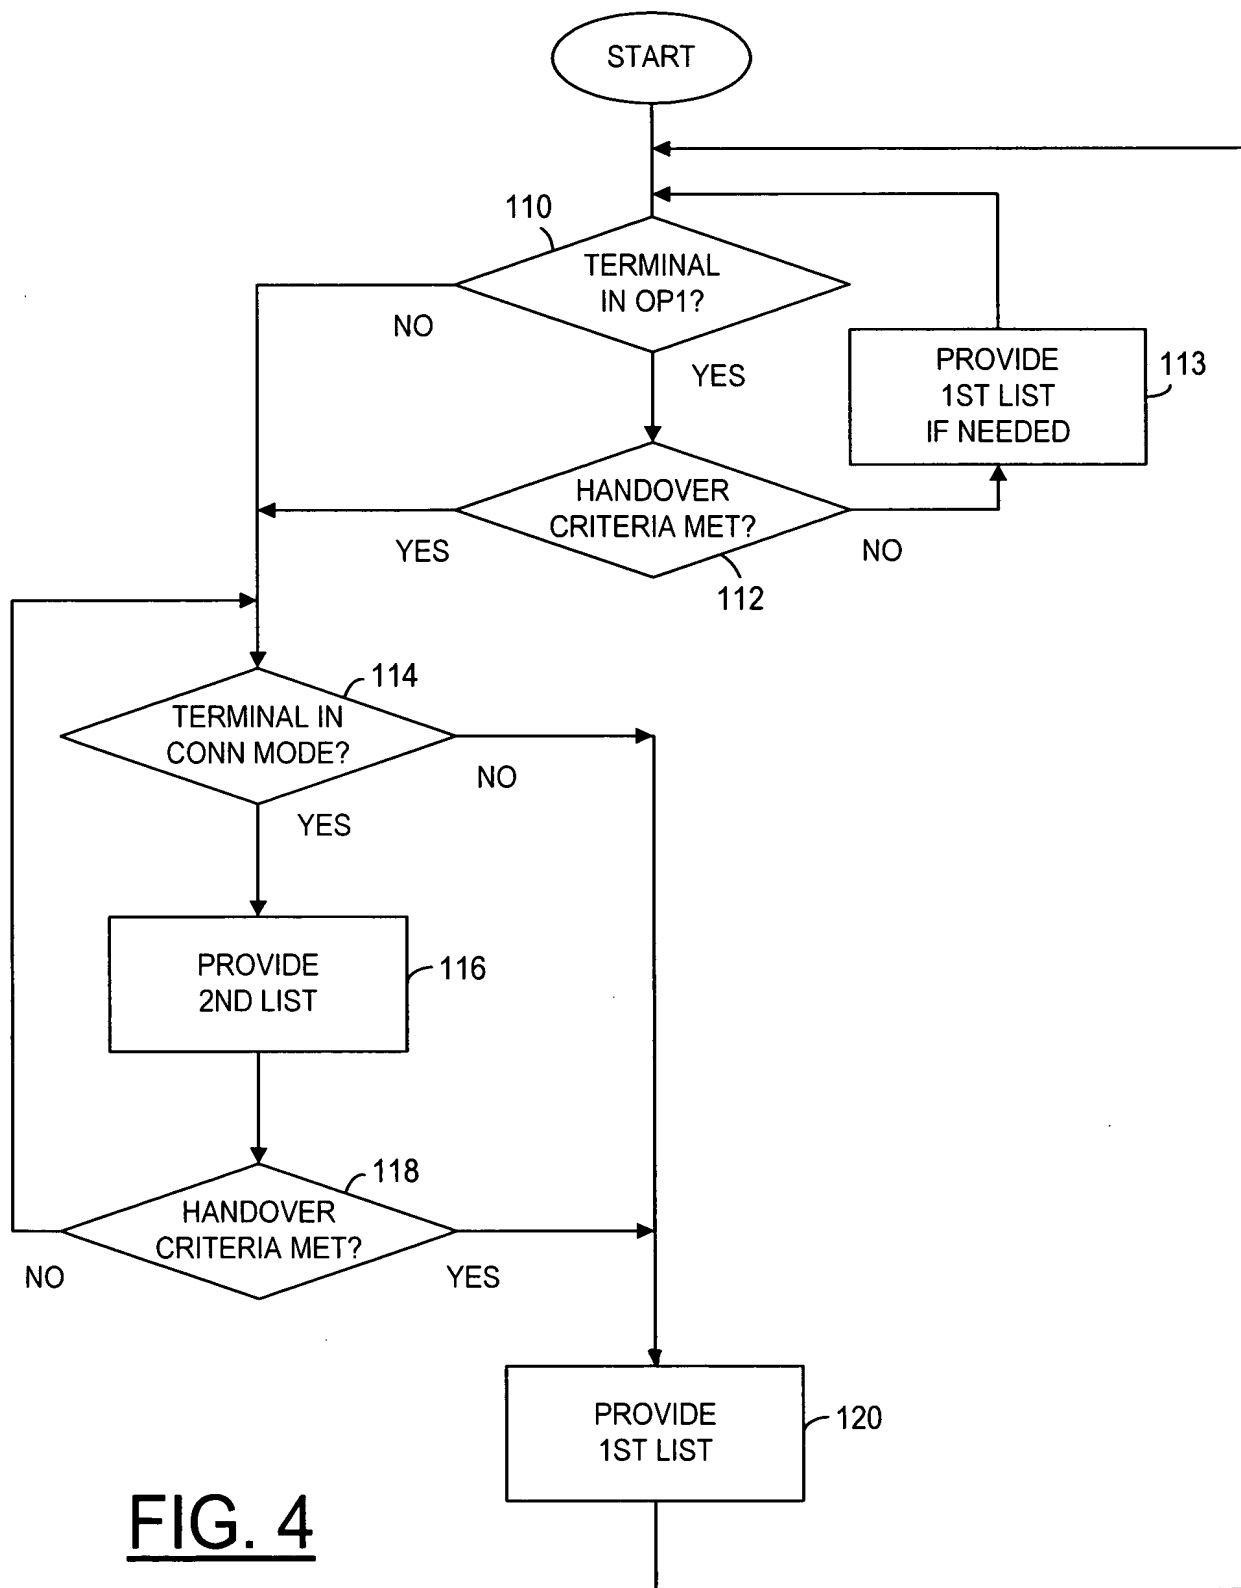 START
110
TERMINAL
IN OP1?
NO
YES
PROVIDE
1ST LIST
IF NEEDED
113
HANDOVER
CRITERIA MET?
YES
NO
112
114
TERMINAL IN
CONN MODE?
NO
YES
PROVIDE
2ND LIST
116
118
HANDOVER
CRITERIA MET?
NO
YES
PROVIDE
1ST LIST
120
FIG. 4